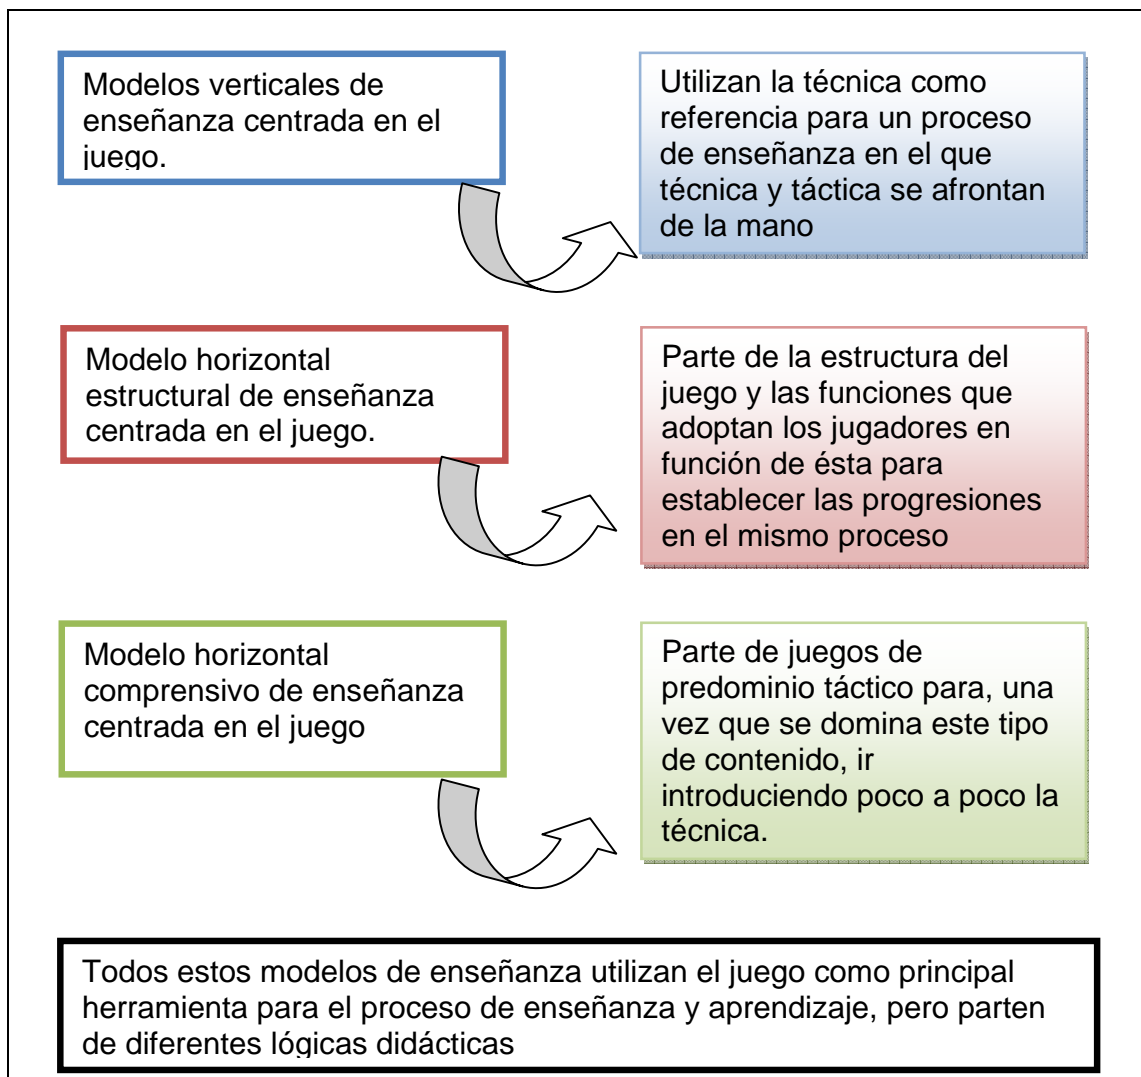 Modelos verticales de
enseñanza centrada en el
juego.
Utilizan la técnica como
referencia para un proceso
de enseñanza en el que
técnica y táctica se afrontan
de la mano
Modelo horizontal
estructural de enseñanza
centrada en el juego.
Parte de la estructura del
juego y las funciones que
adoptan los jugadores en
función de ésta para
establecer las progresiones
en el mismo proceso
Modelo horizontal
comprensivo de enseñanza
centrada en el juego
Parte de juegos de
predominio táctico para, una
vez que se domina este tipo
de contenido, ir
introduciendo poco a poco la
técnica.
Todos estos modelos de enseñanza utilizan el juego como principal
herramienta para el proceso de enseñanza y aprendizaje, pero parten
de diferentes lógicas didácticas